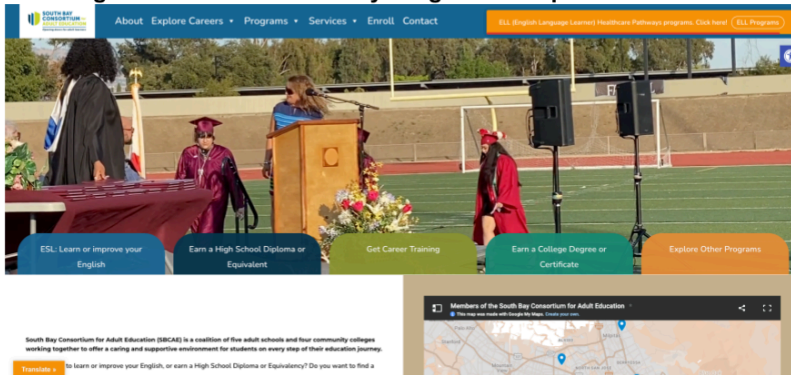 SOUTH BAY
CONSORTIUM
ADULT EDUCATION
About Explore Careers Programs Services Enroll Contact
ELL (English Language Learner) Healthcare Pathways programs. Click here!
ELL Programs
ESL: Learn or improve your
English
Earn a High School Diploma or
Equivalent
Get Career Training
Earn a College Degree or
Certificate
Explore Other Programs
South Bay Consortium for Adult Education (SBCAE) is a coalition of five adult schools and four community colleges
working together to offer a caring and supportive environment for students on every step of their education journey.
to learn or improve your English, or earn a High School Diploma or Equivalency? Do you want to find a
Translate »
Members of the South Bay Consortium for Adult Education
This map was made with Google My Maps. Create your own.